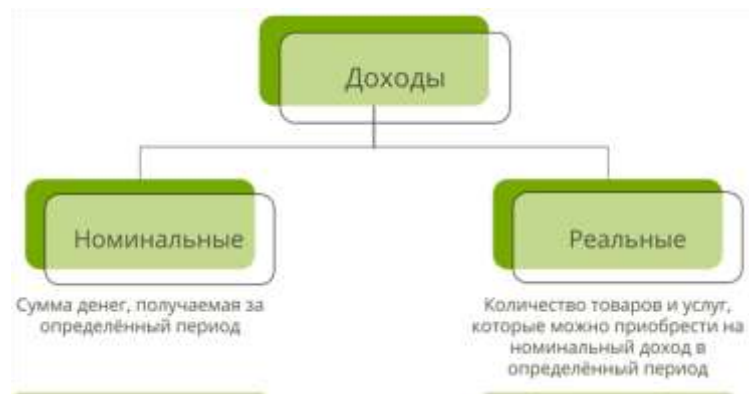 Доходы
Номинальные
Сумма денег, получаемая за
определённый период
Реальные
Количество товаров и услуг,
которые можно приобрести на
номинальный доход в
определённый период